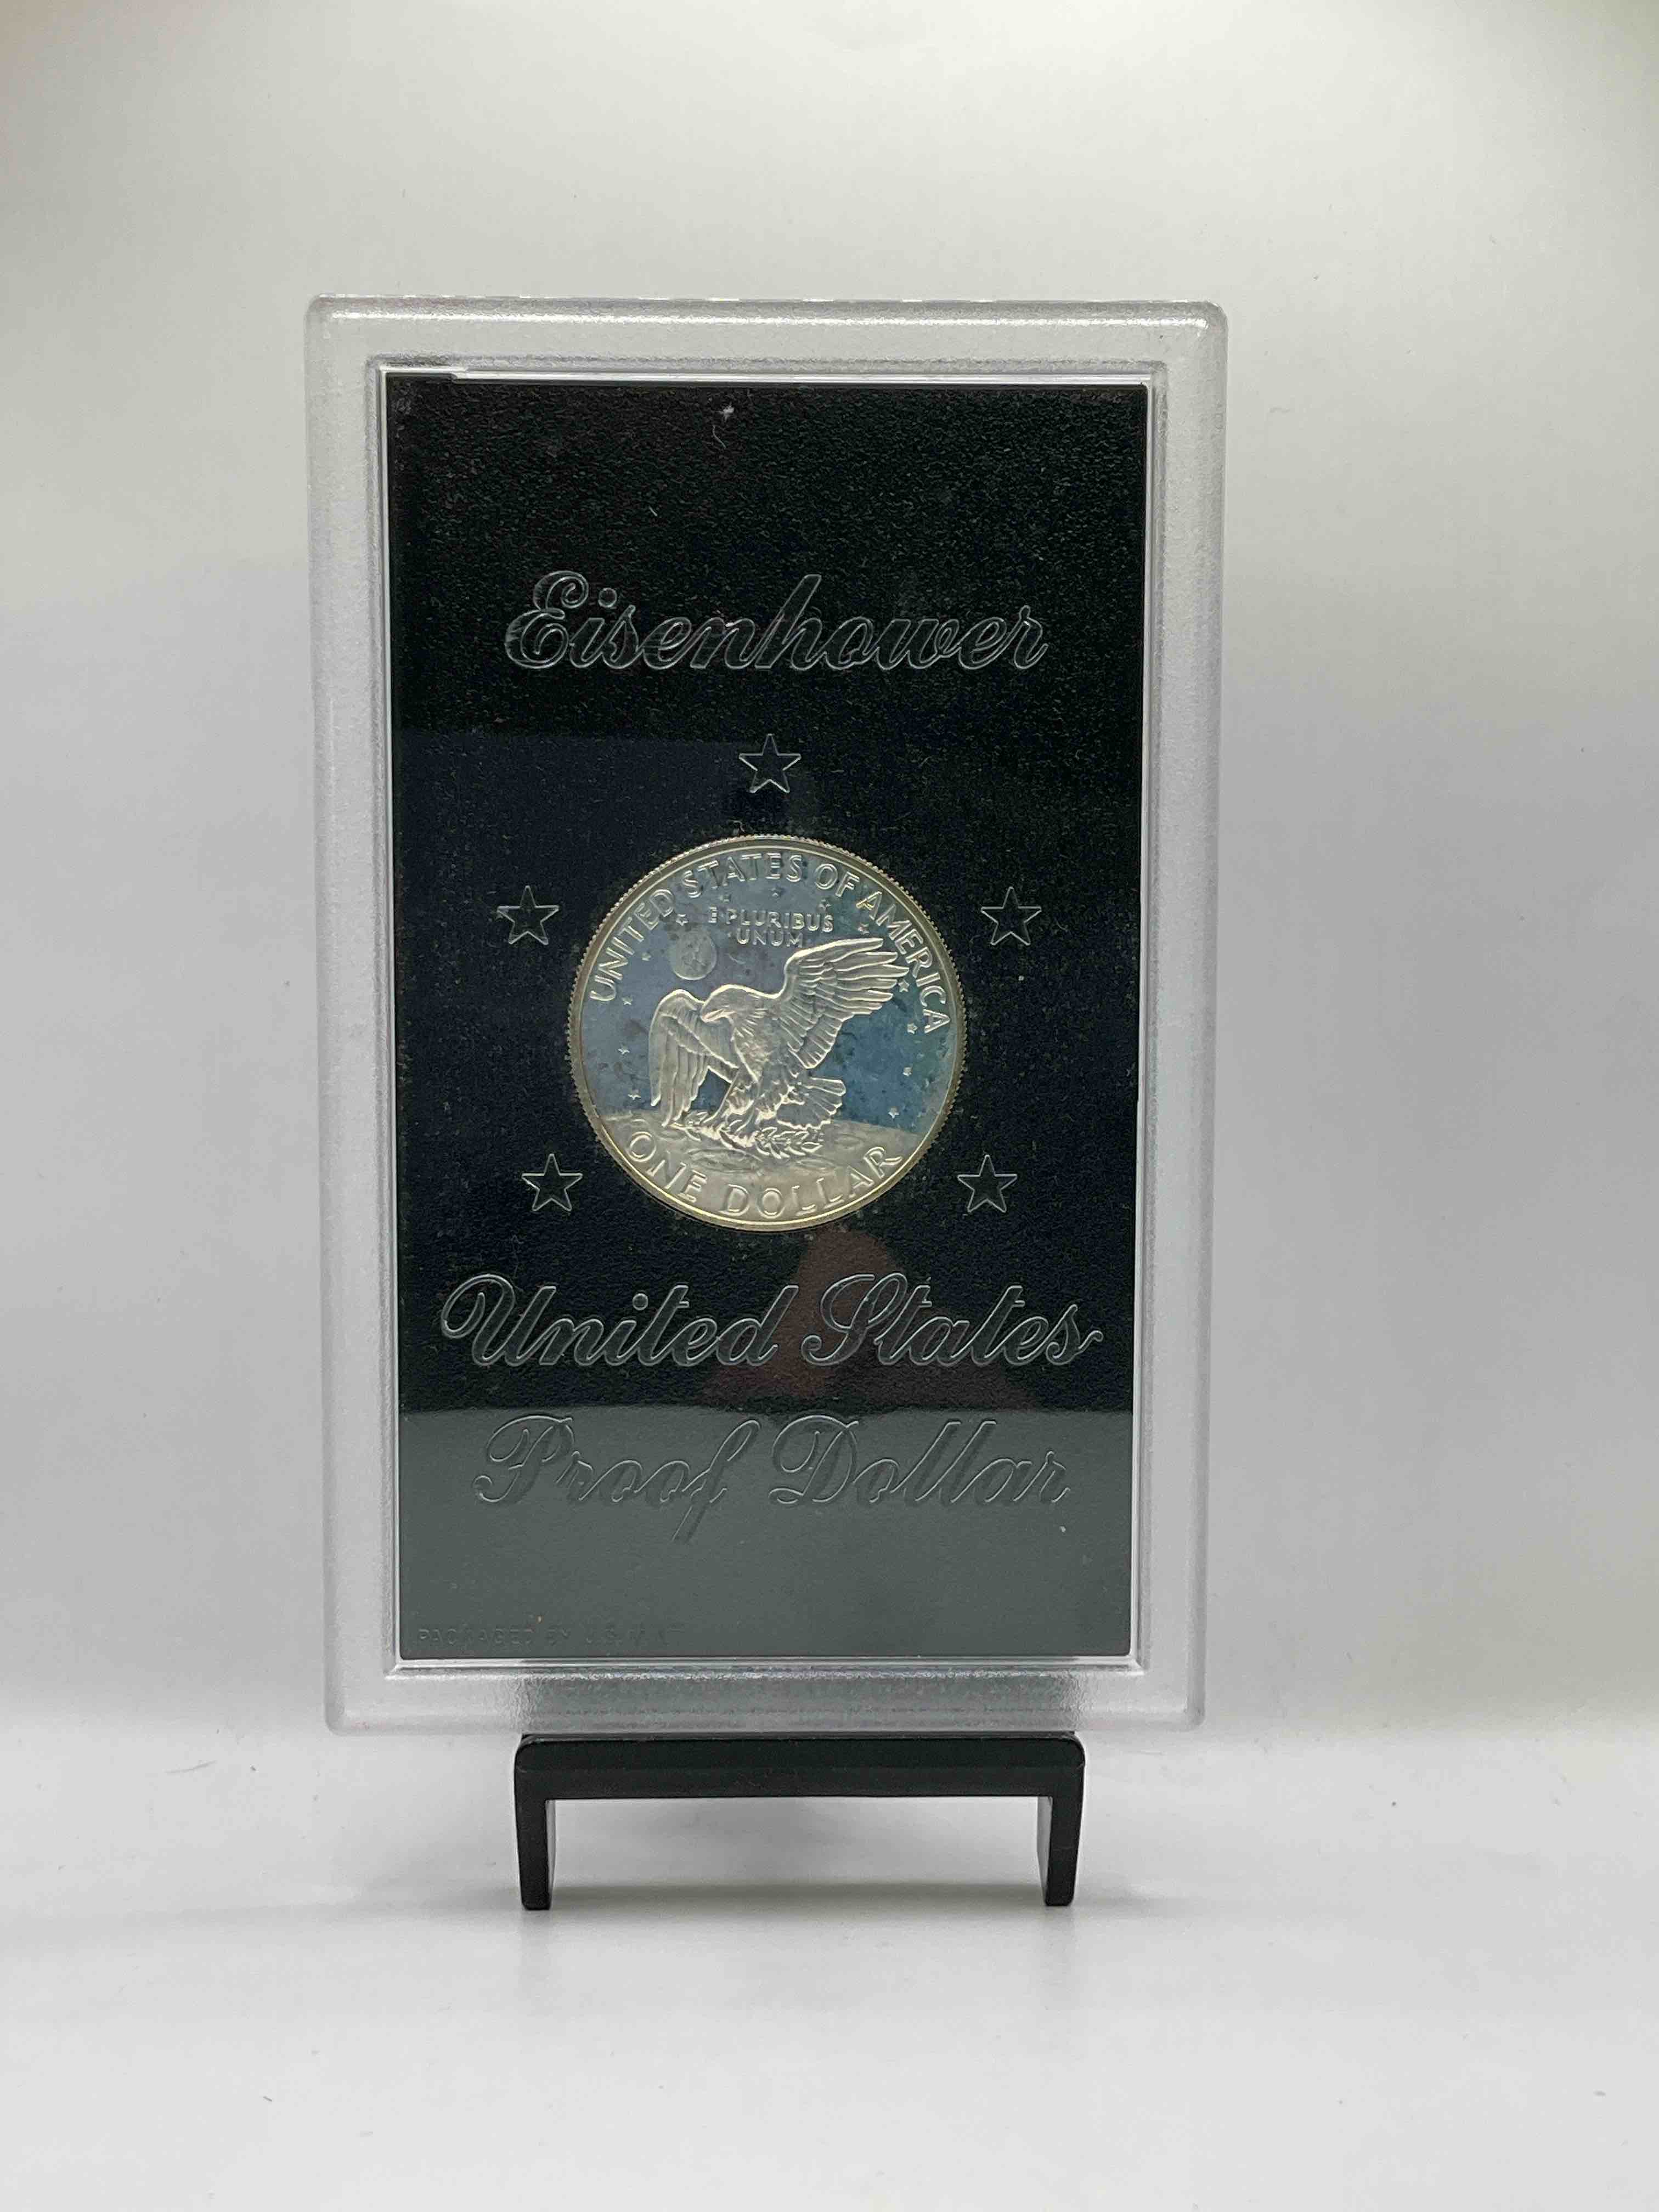 Eisenhower
UNITED STATES OF AMERICA
E PLURIBUS
UNUM
ONE DOLLAR
United States
Proof Dollar
PACKAGED BY U.S. MINT